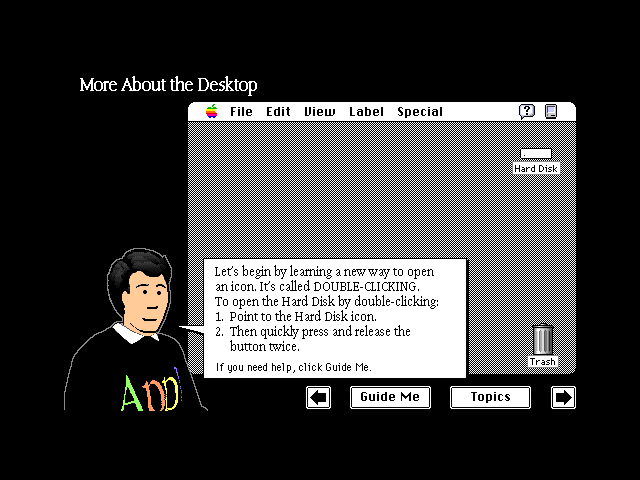 More About the Desktop
File Edit View Label Special
Hard Disk
Let's begin by learning a new way to open
an icon. It's called DOUBLE-CLICKING.
To open the Hard Disk by double-clicking:
1. Point to the Hard Disk icon.
2. Then quickly press and release the
button twice.
If you need help, click Guide Me.
Trash
App
Guide Me Topics